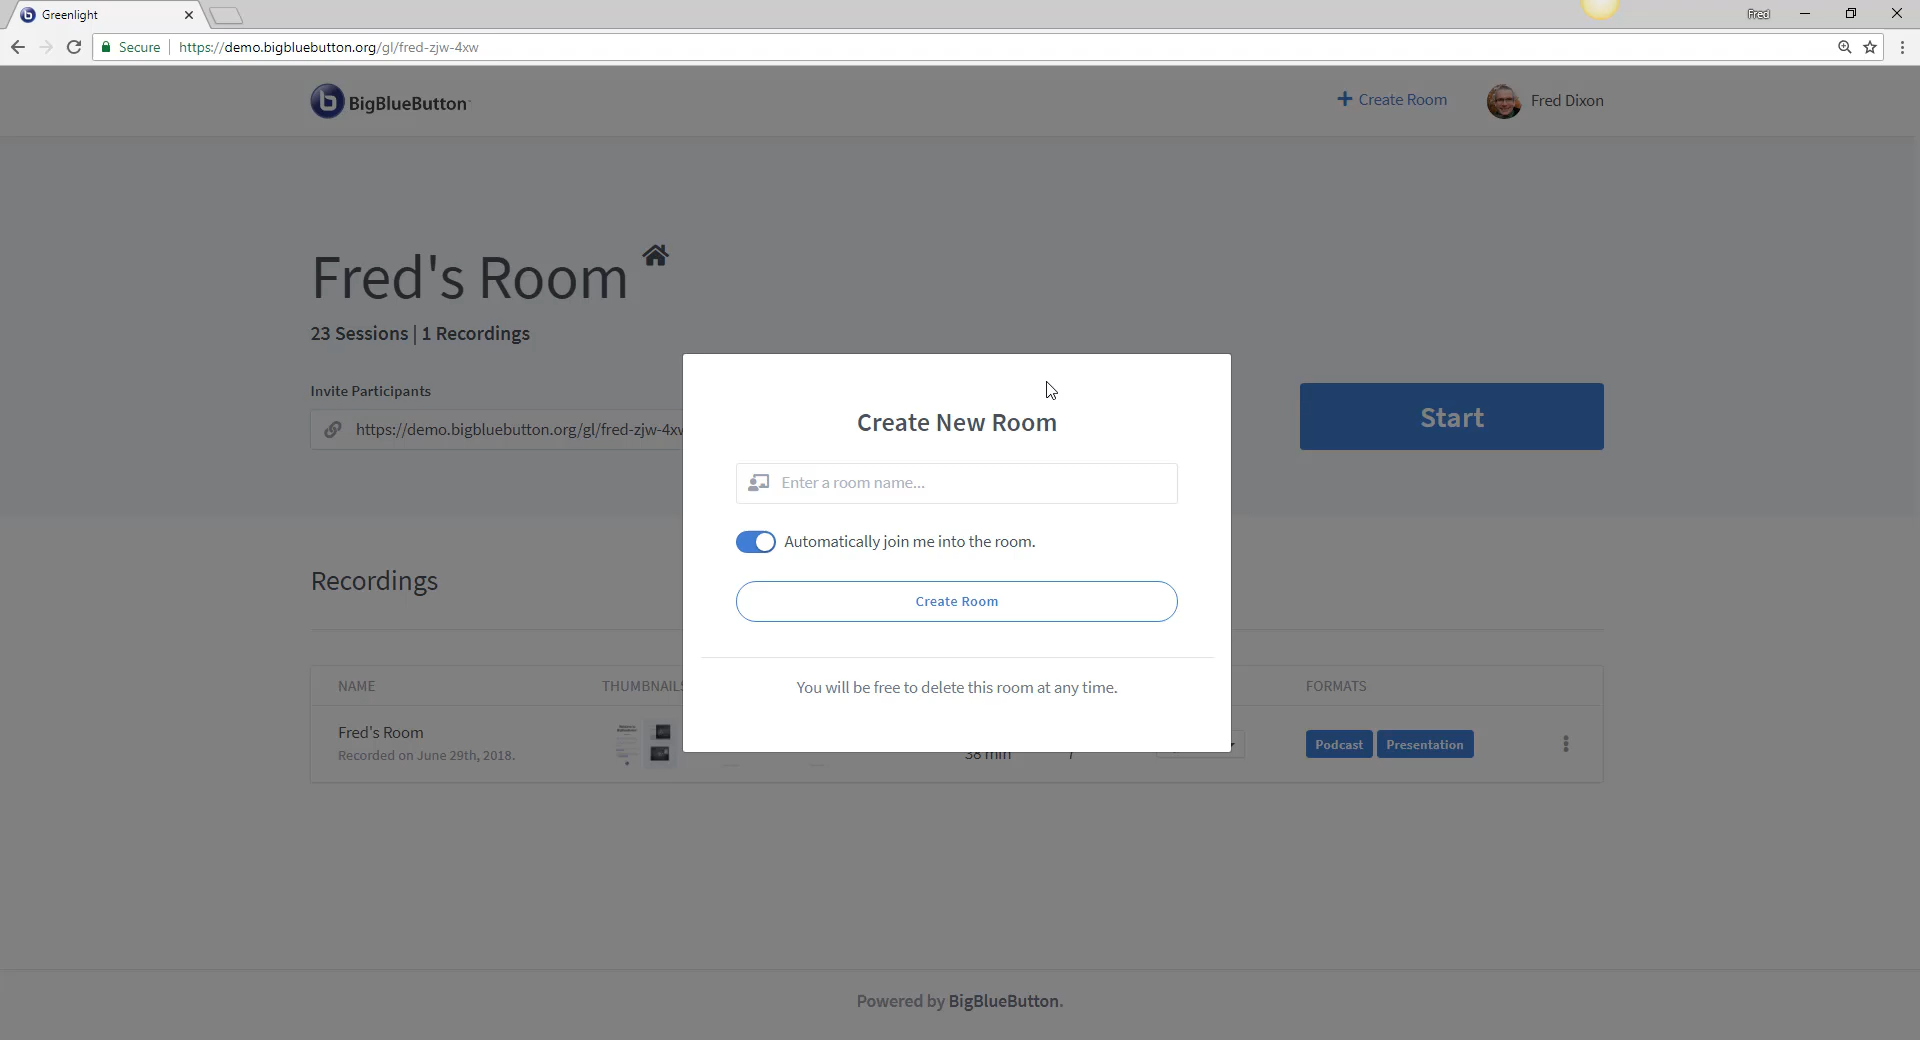 Greenlight
Fred
Secure
https://demo.bigbluebutton.org/gl/fred-zjw-4xw
BigBlueButton
Create Room
Fred Dixon
Fred's Room
23 Sessions | 1 Recordings
Invite Participants
https://demo.bigbluebutton.org/gl/fred-zjw-4xw
Start
Create New Room
Enter a room name...
Automatically join me into the room.
Create Room
You will be free to delete this room at any time.
Recordings
NAME THUMBNAILS FORMATS
Fred's Room
Recorded on June 29th, 2018.
38 min
Podcast Presentation
Powered by BigBlueButton.